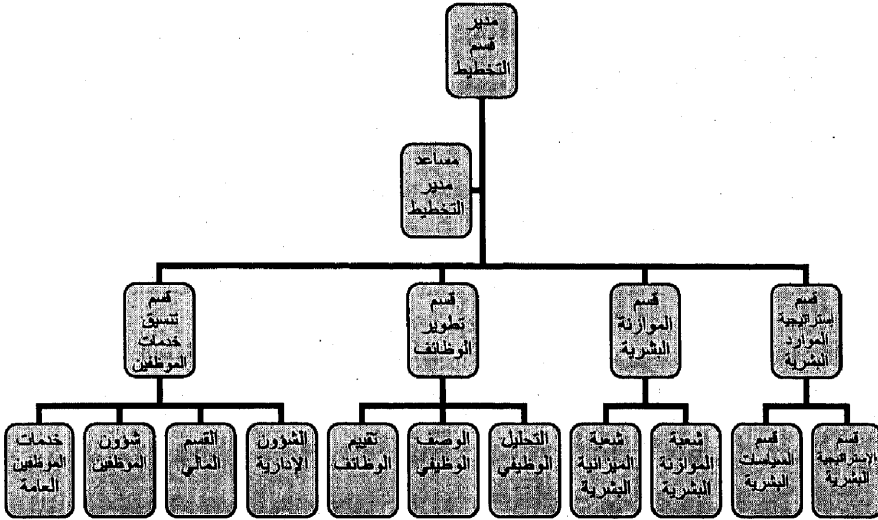 مدير
قسم
التخطيط
مساعد
مدير
التخطيط
قسم
إستراتيجية
الموارد
البشرية
قسم
الموازنة
البشرية
قسم
تطوير
الوظائف
قسم
تنسيق
خدمات
الموظفين
قسم
الإستراتيجية
البشرية
قسم
السياسات
البشرية
شعبة
الموازنة
البشرية
شعبة
الميزانية
البشرية
التحليل
الوظيفي
الوصف
الوظيفي
تقييم
الوظائف
الشؤون
الإدارية
القسم
المالي
شؤون
الموظفين
خدمات
الموظفين
العامة